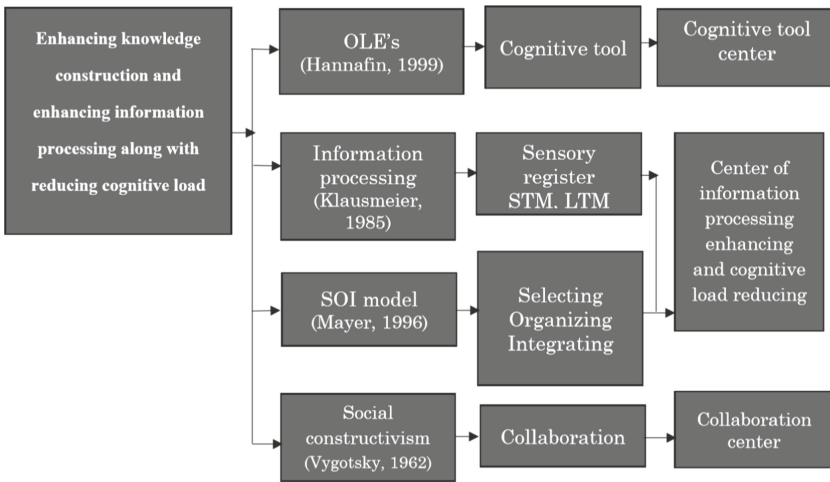 Enhancing knowledge
construction and
enhancing information
processing along with
reducing cognitive load
OLE's
(Hannafin, 1999)
Cognitive tool
Cognitive tool
center
Information
processing
(Klausmeier,
1985)
Sensory
register
STM. LTM
Center of
information
processing
enhancing
and cognitive
load reducing
SOI model
(Mayer, 1996)
Selecting
Organizing
Integrating
Social
constructivism
(Vygotsky, 1962)
Collaboration
Collaboration
center